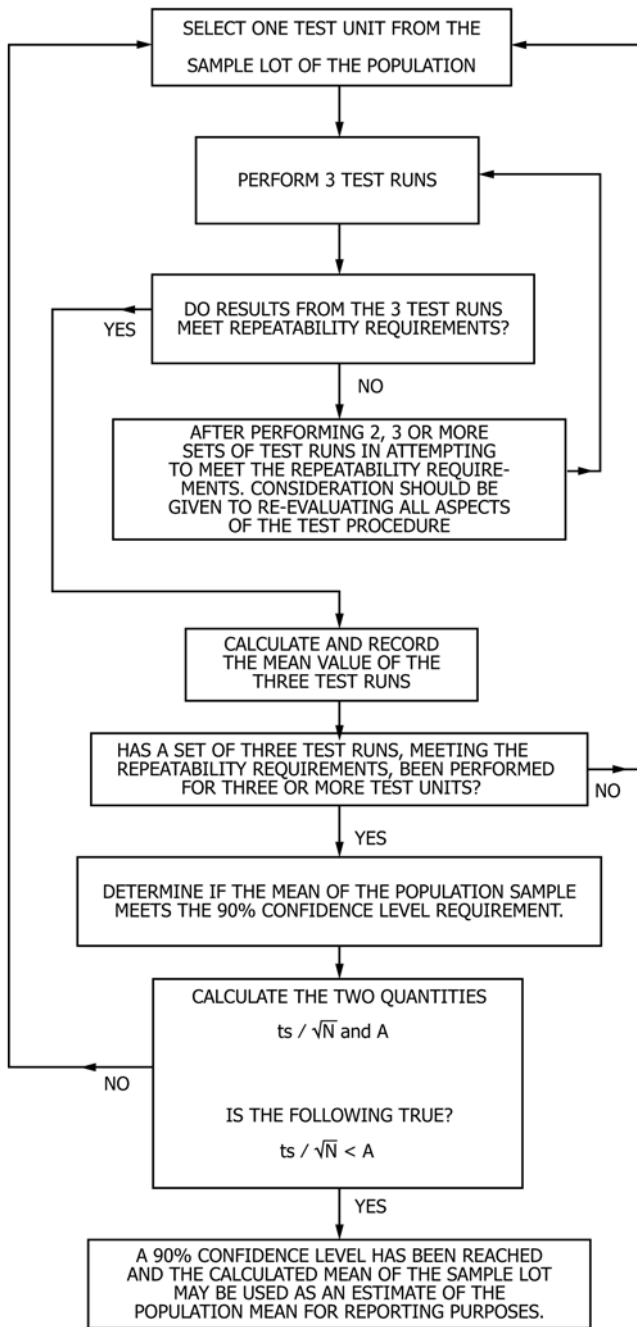 SELECT ONE TEST UNIT FROM THE
SAMPLE LOT OF THE POPULATION
PERFORM 3 TEST RUNS
DO RESULTS FROM THE 3 TEST RUNS
MEET REPEATABILITY REQUIREMENTS?
YES
NO
AFTER PERFORMING 2, 3 OR MORE
SETS OF TEST RUNS IN ATTEMPTING
TO MEET THE REPEATABILITY REQUIRE-
MENTS. CONSIDERATION SHOULD BE
GIVEN TO RE-EVALUATING ALL ASPECTS
OF THE TEST PROCEDURE
CALCULATE AND RECORD
THE MEAN VALUE OF THE
THREE TEST RUNS
HAS A SET OF THREE TEST RUNS, MEETING THE
REPEATABILITY REQUIREMENTS, BEEN PERFORMED
FOR THREE OR MORE TEST UNITS?
NO
YES
DETERMINE IF THE MEAN OF THE POPULATION SAMPLE
MEETS THE 90% CONFIDENCE LEVEL REQUIREMENT.
CALCULATE THE TWO QUANTITIES
ts / √N and A
NO
IS THE FOLLOWING TRUE?
ts / √N < A
YES
A 90% CONFIDENCE LEVEL HAS BEEN REACHED
AND THE CALCULATED MEAN OF THE SAMPLE LOT
MAY BE USED AS AN ESTIMATE OF THE
POPULATION MEAN FOR REPORTING PURPOSES.